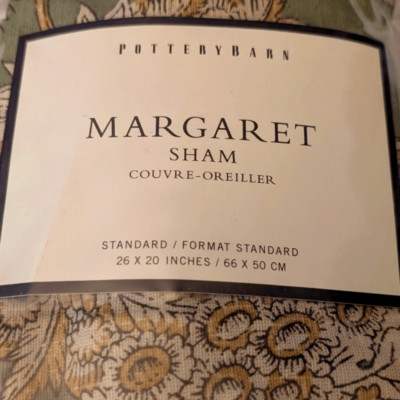 POTTERYBARN
MARGARET
SHAM
COUVRE-OREILLER
STANDARD / FORMAT STANDARD
26 X 20 INCHES / 66 X 50 CM